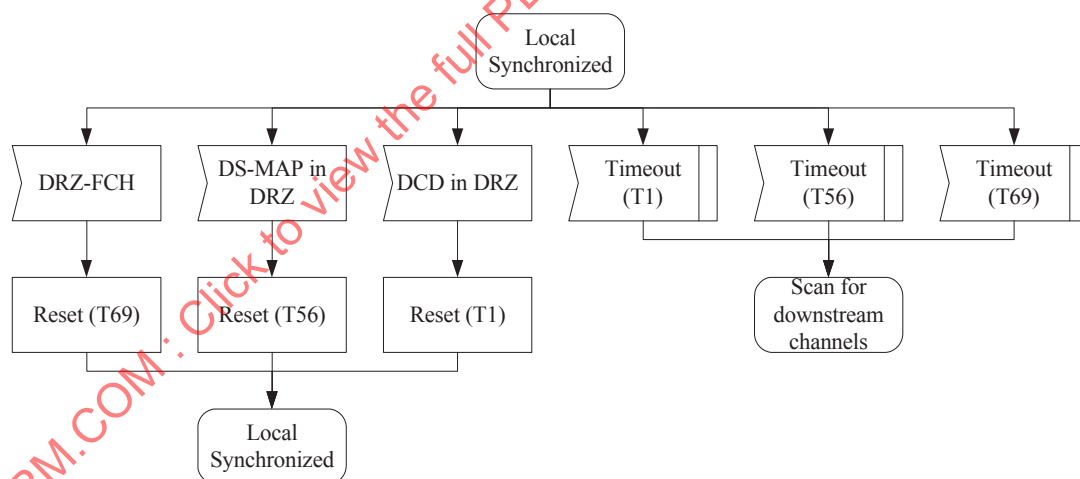 Local
Synchronized
DRZ-FCH
DS-MAP in
DRZ
DCD in DRZ
Timeout
(T1)
Timeout
(T56)
Timeout
(T69)
Reset (T69)
Reset (T56)
Reset (T1)
Scan for
downstream
channels
Local
Synchronized
M.COM : Click to view the full